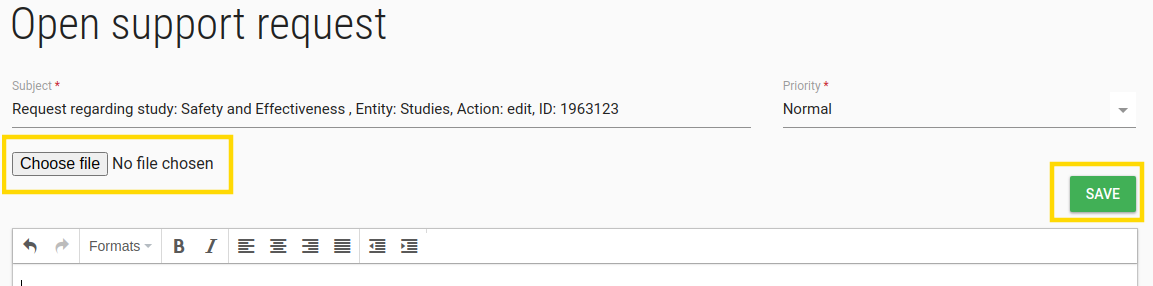 Open support request
Subject *
Priority *
Request regarding study: Safety and Effectiveness , Entity: Studies, Action: edit, ID: 1963123
Normal
Choose file No file chosen
SAVE
Formats B I